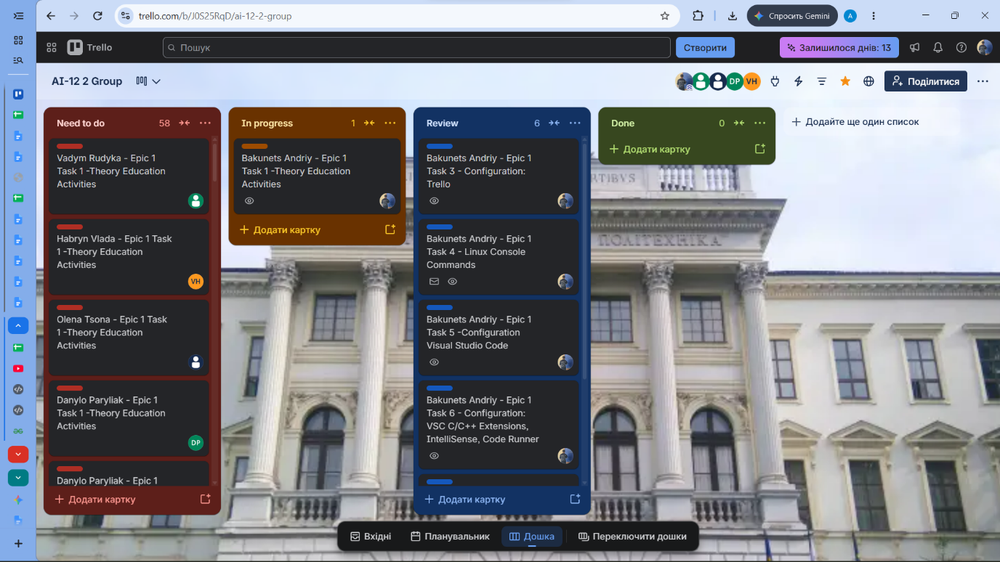 trello.com/b/J0S25RqD/ai-12-2-group
Спросить Gemini
A
Trello
Пошук
Створити
Залишилося днів: 13
AI-12 2 Group
DP
VH
Поділитися
Need to do
58
Vadym Rudyka - Epic 1
Task 1 -Theory Education
Activities
Habryn Vlada - Epic 1 Task
1 -Theory Education
Activities
VH
Olena Tsona - Epic 1 Task
1 -Theory Education
Activities
Danylo Paryliak - Epic 1
Task 1 -Theory Education
Activities
DP
Danylo Paryliak - Epic 1
Додати картку
In progress
1
Bakunets Andriy - Epic 1
Task 1 -Theory Education
Activities
Додати картку
Review
6
Bakunets Andriy - Epic 1
Task 3 - Configuration:
Trello
Bakunets Andriy - Epic 1
Task 4 - Linux Console
Commands
Bakunets Andriy - Epic 1
Task 5 -Configuration
Visual Studio Code
Bakunets Andriy - Epic 1
Task 6 - Configuration:
VSC C/C++ Extensions,
IntelliSense, Code Runner
Додати картку
Done
0
Додати картку
Додайте ще один список
ПОЛІТЕХНІКА
Вхідні
Планувальник
Дошка
Переключити дошки